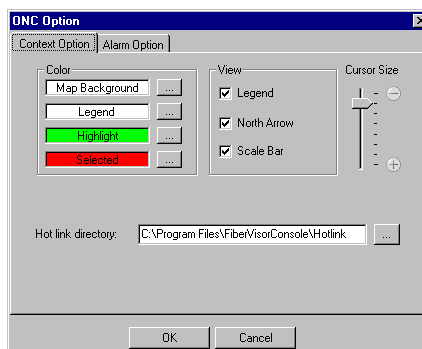 ONC Option
Context Option Alarm Option
Color View Cursor Size
Map Background ...
Legend ...
Highlight ...
Selected ...
Legend
North Arrow
Scale Bar
Hot link directory: C:\Program Files\FiberVisorConsole\Hotlink ...
OK Cancel